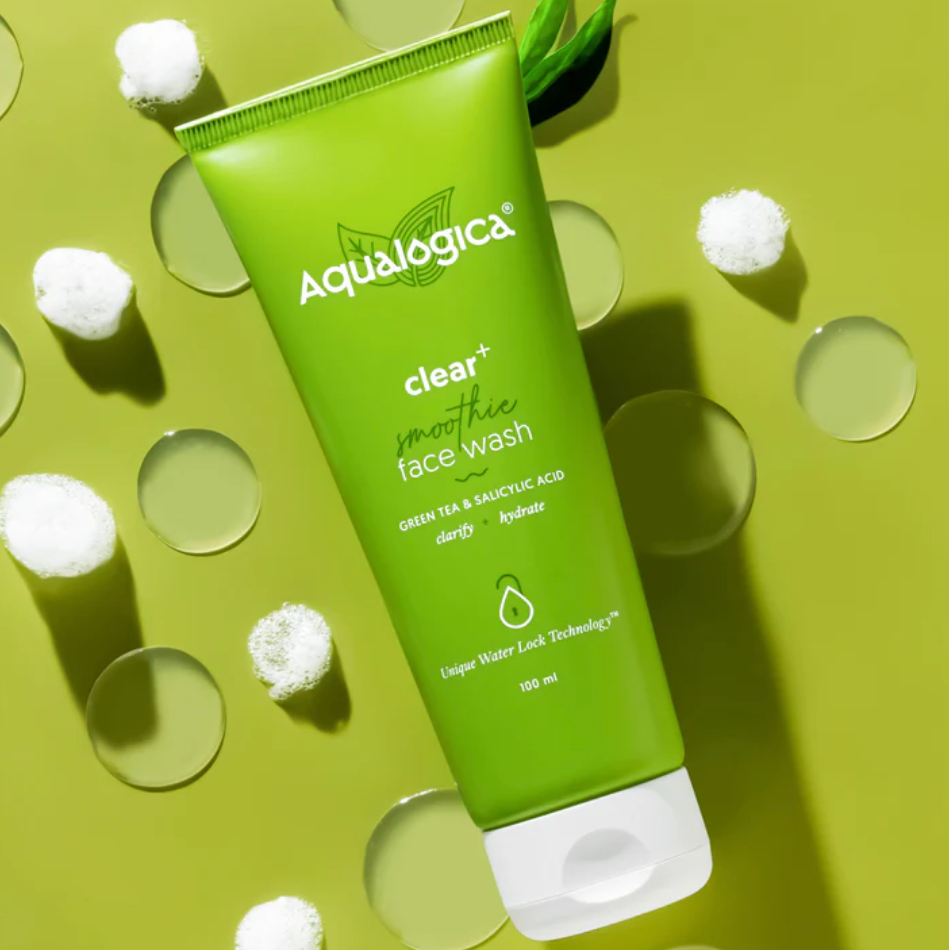 Aqualogica®
clear+
smoothie
face wash
GREEN TEA & SALICYLIC ACID
clarify + hydrate
Unique Water Lock Technology™
100 ml